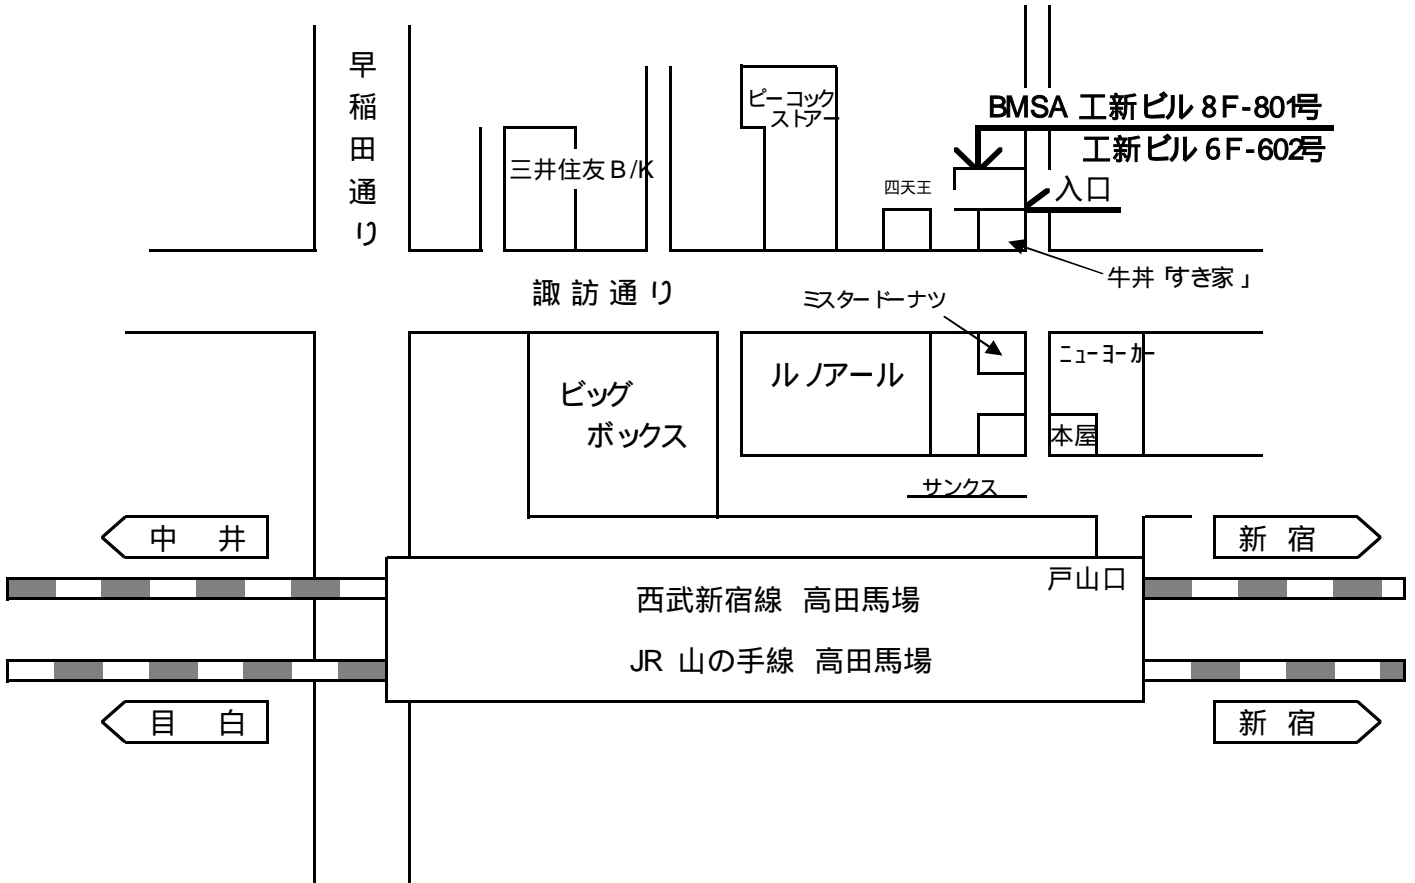 早稲田通り
ピーコック
ストアー
BMSA 工新ビル 8F-801号
工新ビル 6F-602号
三井住友B/K
四天王
入口
牛丼「すき家」
諏訪通り
ミスタードーナツ
ニューヨーカー
ルノアール
ビッグ
ボックス
本屋
サンクス
中井
新宿
戸山口
西武新宿線 高田馬場
JR 山の手線 高田馬場
目白
新宿